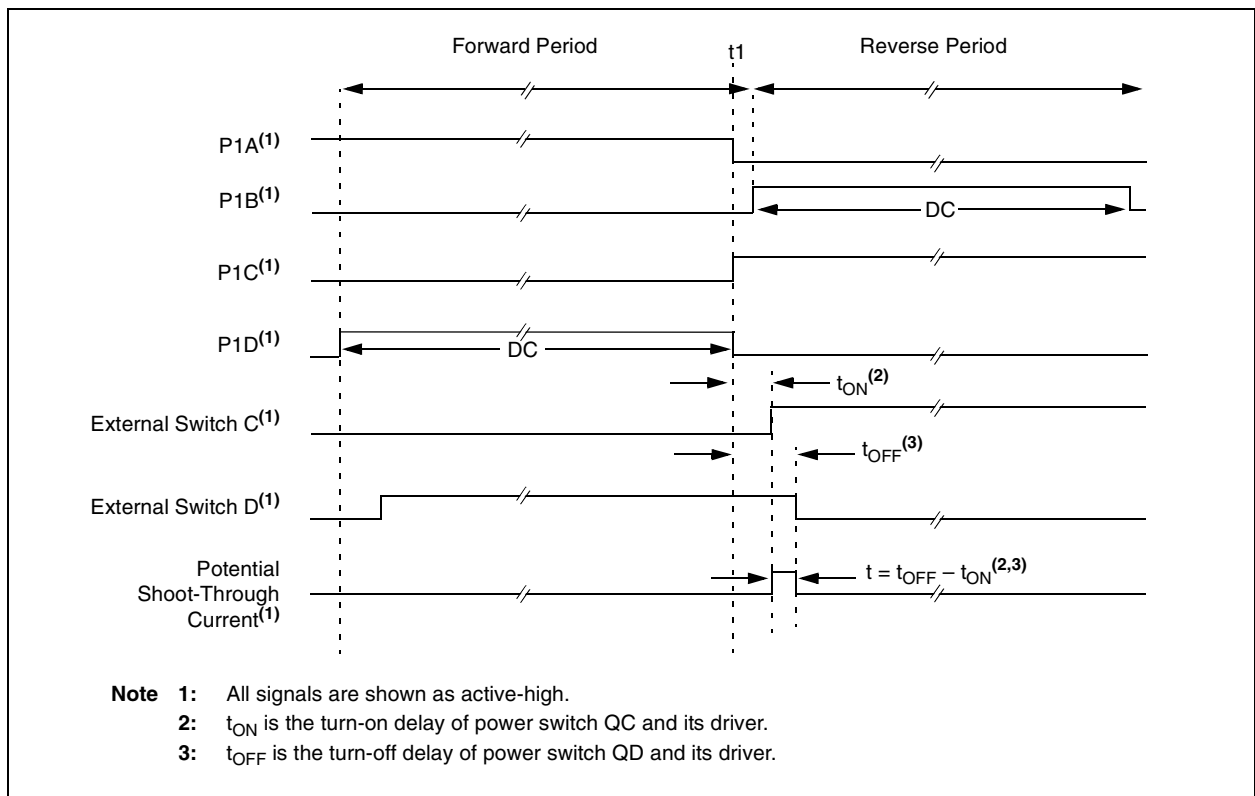 Forward Period
t1
Reverse Period
P1A(1)
P1B(1)
DC
P1C(1)
P1D(1)
DC
tON(2)
External Switch C(1)
tOFF(3)
External Switch D(1)
Potential
Shoot-Through
Current(1)
t = tOFF – tON(2,3)
Note 1: All signals are shown as active-high.
2: tON is the turn-on delay of power switch QC and its driver.
3: tOFF is the turn-off delay of power switch QD and its driver.